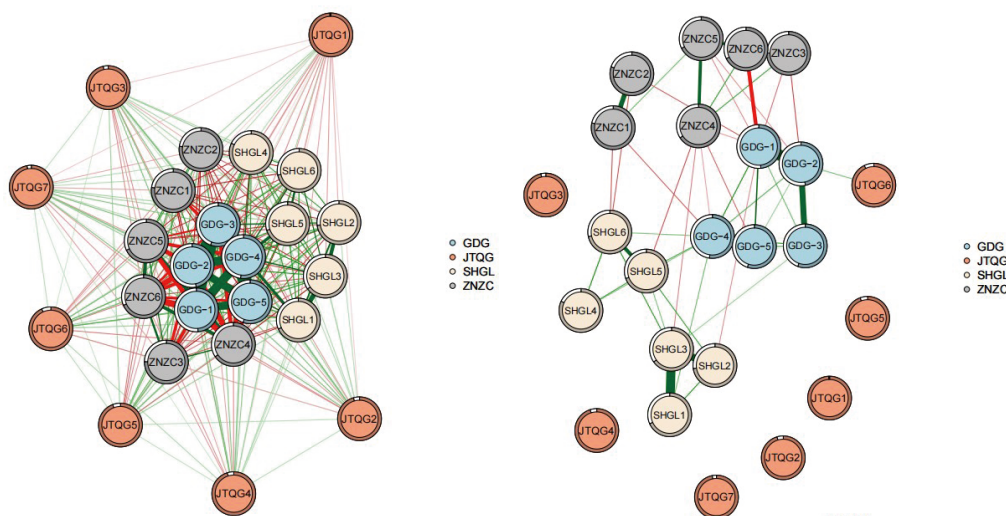 JTQG1
JTQG3
ZNZC2
SHGL4
SHGL6
JTQG7
ZNZC1
SHGL2
GDG-3
SHGL5
ZNZC5
GDG-4
GDG-2
SHGL3
ZNZC6
GDG-1
GDG-5
SHGL1
JTQG6
ZNZC4
ZNZC3
JTQG5
JTQG2
JTQG4
GDG
JTQG
SHGL
ZNZC
ZNZC5
ZNZC6
ZNZC3
ZNZC2
ZNZC1
ZNZC4
GDG-1
GDG-2
JTQG3
JTQG6
SHGL6
GDG-4
GDG-5
GDG-3
SHGL5
SHGL4
JTQG5
SHGL3
SHGL2
JTQG1
SHGL1
JTQG4
JTQG2
JTQG7
GDG
JTQG
SHGL
ZNZC